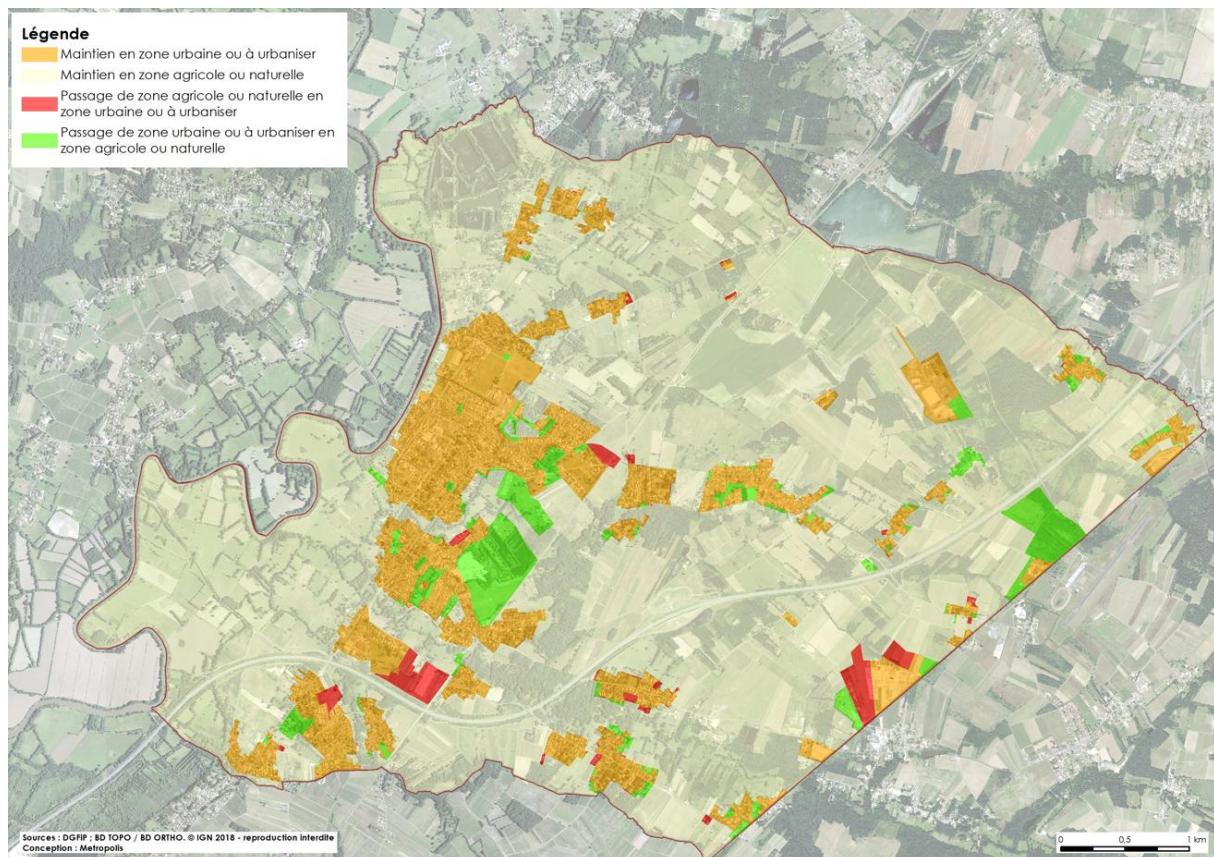 Légende
Maintien en zone urbaine ou à urbaniser
Maintien en zone agricole ou naturelle
Passage de zone agricole ou naturelle en
zone urbaine ou à urbaniser
Passage de zone urbaine ou à urbaniser en
zone agricole ou naturelle
Sources : DGFiP ; BD TOPO / BD ORTHO. © IGN 2018 - reproduction interdite
Conception : Metropolis
0 0,5 1 km